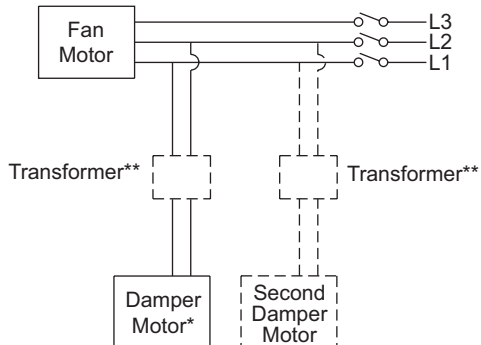 Fan
Motor
L3
L2
L1
Transformer**
Transformer**
Damper
Motor*
Second
Damper
Motor